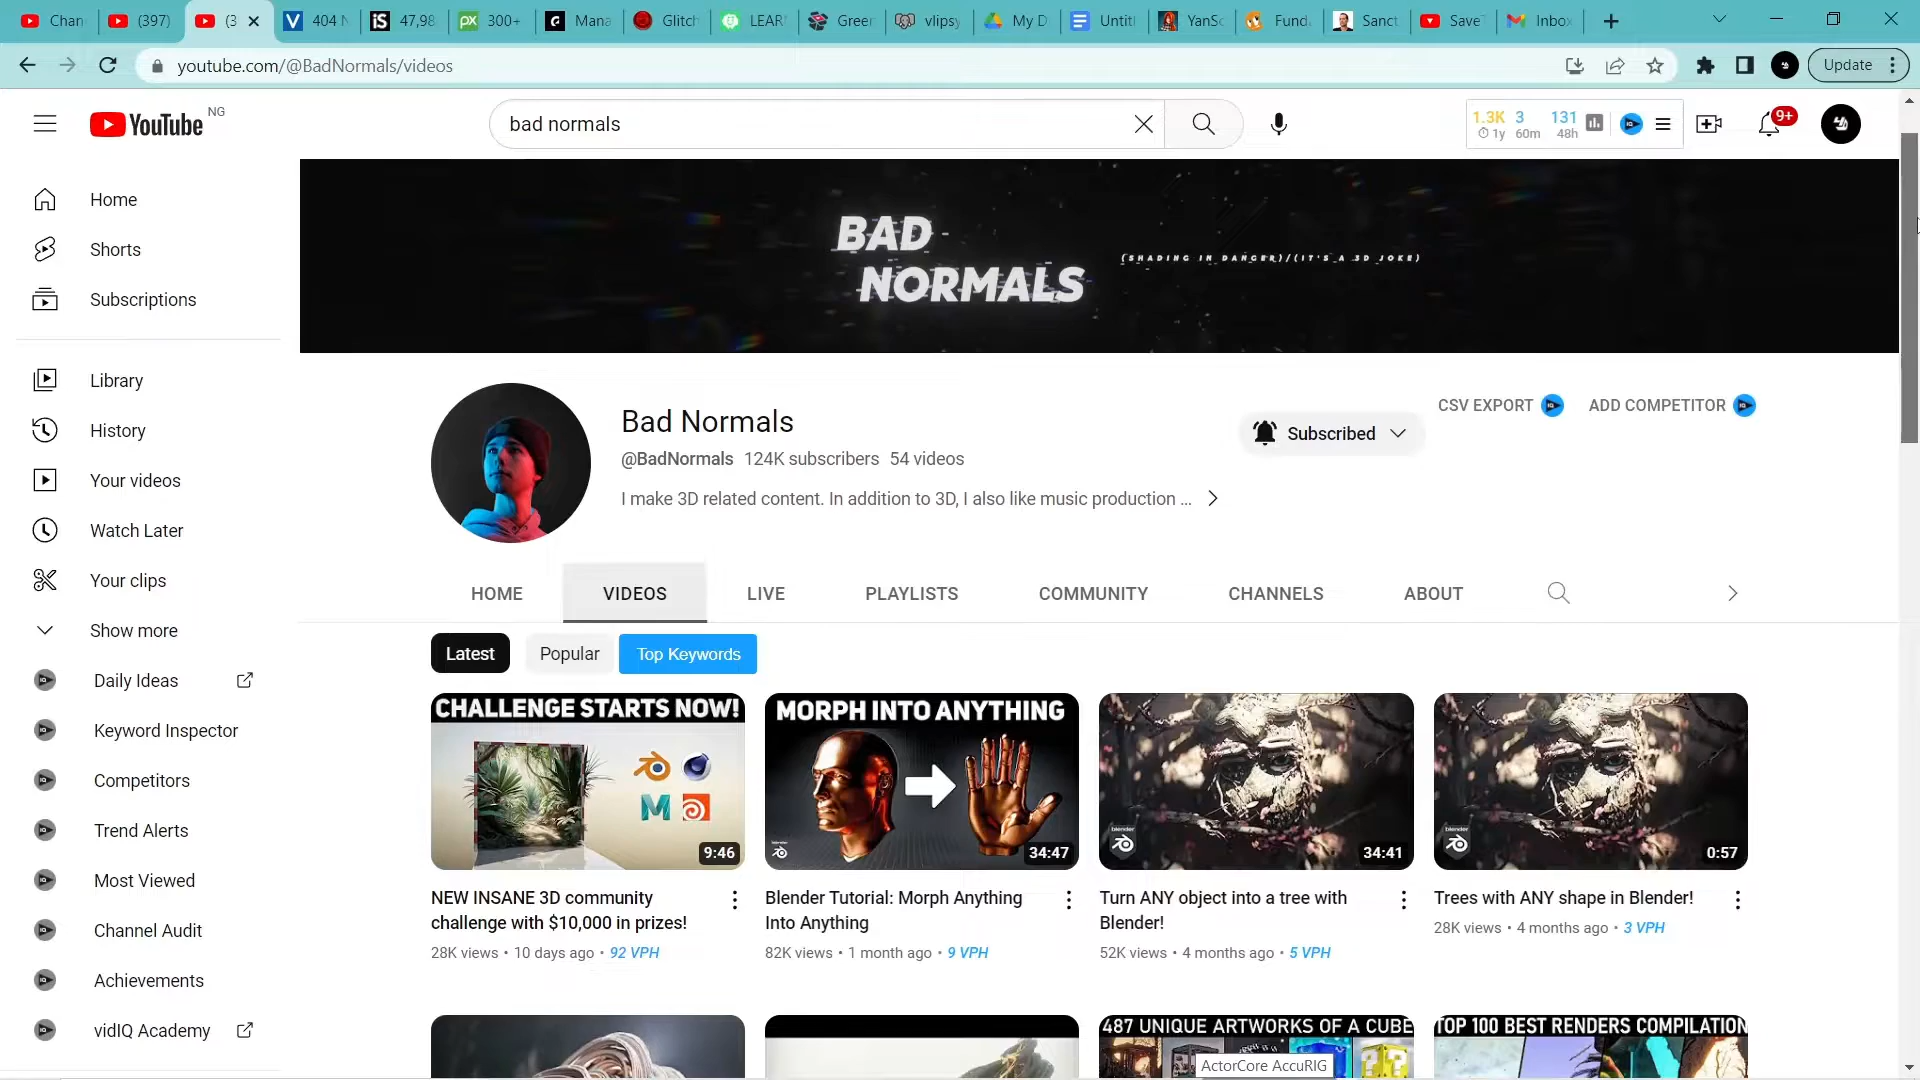 Chan
(397)
(3
404 N
47,98
300+
Mana
Glitch
LEAR
Green
vlipsy
My D
Untitl
YanSc
Fund
Sanct
Save
Inbox
youtube.com/@BadNormals/videos
Update
YouTube
NG
bad normals
1.3K 3 131
1y 60m 48h
9+
Home
Shorts
Subscriptions
Library
History
Your videos
Watch Later
Your clips
Show more
Daily Ideas
Keyword Inspector
Competitors
Trend Alerts
Most Viewed
Channel Audit
Achievements
vidIQ Academy
BAD
NORMALS
(SHADING IN DANGER)/(IT'S A 3D JOKE)
Bad Normals
@BadNormals 124K subscribers 54 videos
I make 3D related content. In addition to 3D, I also like music production ...
Subscribed
CSV EXPORT
ADD COMPETITOR
HOME
VIDEOS
LIVE
PLAYLISTS
COMMUNITY
CHANNELS
ABOUT
Latest
Popular
Top Keywords
CHALLENGE STARTS NOW!
9:46
NEW INSANE 3D community
challenge with $10,000 in prizes!
28K views • 10 days ago • 92 VPH
MORPH INTO ANYTHING
34:47
Blender Tutorial: Morph Anything
Into Anything
82K views • 1 month ago • 9 VPH
blender
34:41
Turn ANY object into a tree with
Blender!
52K views • 4 months ago • 5 VPH
blender
0:57
Trees with ANY shape in Blender!
28K views • 4 months ago • 3 VPH
487 UNIQUE ARTWORKS OF A CUBE
TOP 100 BEST RENDERS COMPILATION
ActorCore AccuRIG